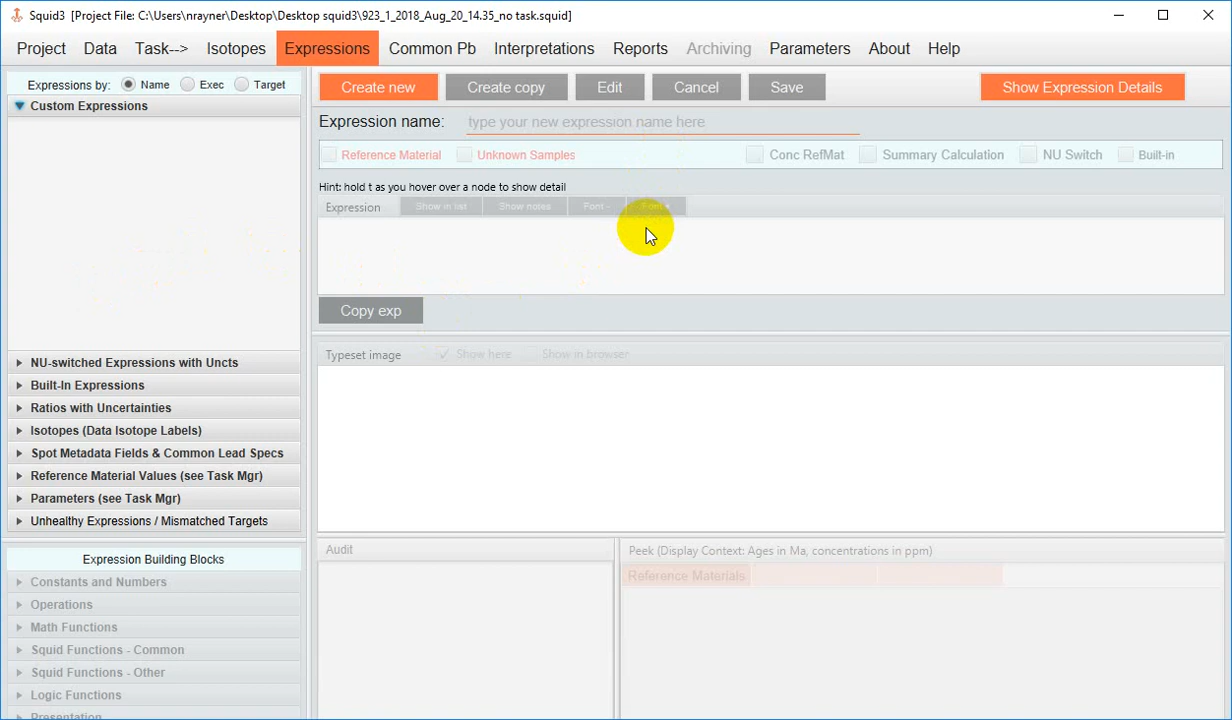 Squid3 [Project File: C:\Users\nrayner\Desktop\Desktop squid3\923_1_2018_Aug_20_14.35_no task.squid]
Project Data Task--> Isotopes Expressions Common Pb Interpretations Reports Archiving Parameters About Help
Expressions by: Name Exec Target
Create new Create copy Edit Cancel Save Show Expression Details
Custom Expressions
Expression name: type your new expression name here
Reference Material Unknown Samples Conc RefMat Summary Calculation NU Switch Built-in
Hint: hold t as you hover over a node to show detail
Expression Show in list Show notes Font - Font +
Copy exp
Typeset image Show here Show in browser
NU-switched Expressions with Uncts
Built-In Expressions
Ratios with Uncertainties
Isotopes (Data Isotope Labels)
Spot Metadata Fields & Common Lead Specs
Reference Material Values (see Task Mgr)
Parameters (see Task Mgr)
Unhealthy Expressions / Mismatched Targets
Audit
Peek (Display Context: Ages in Ma, concentrations in ppm)
Reference Materials
Expression Building Blocks
Constants and Numbers
Operations
Math Functions
Squid Functions - Common
Squid Functions - Other
Logic Functions
Presentation